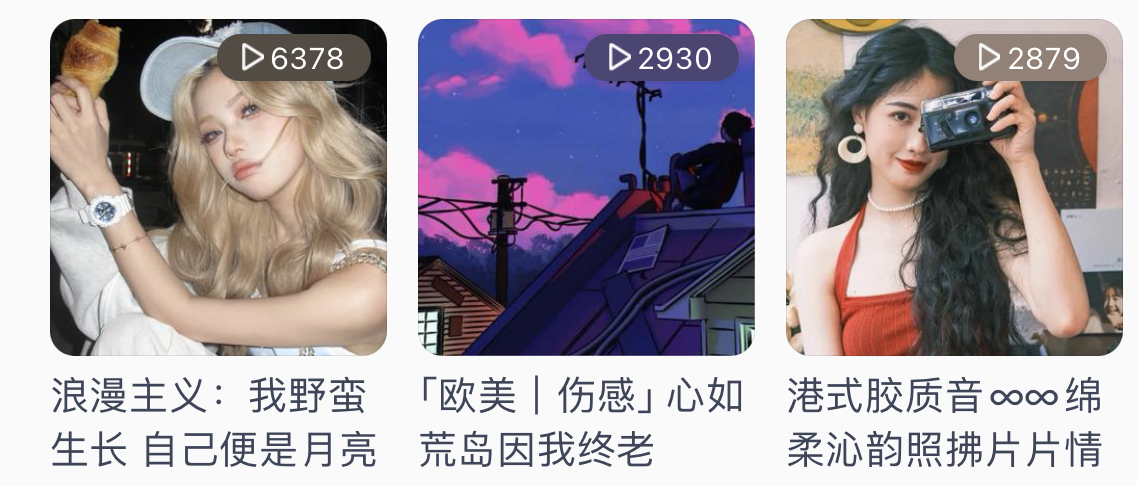 6378
2930
2879
浪漫主义：我野蛮
生长 自己便是月亮
「欧美｜伤感」心如
荒岛因我终老
港式胶质音∞∞绵
柔沁韵照拂片片情